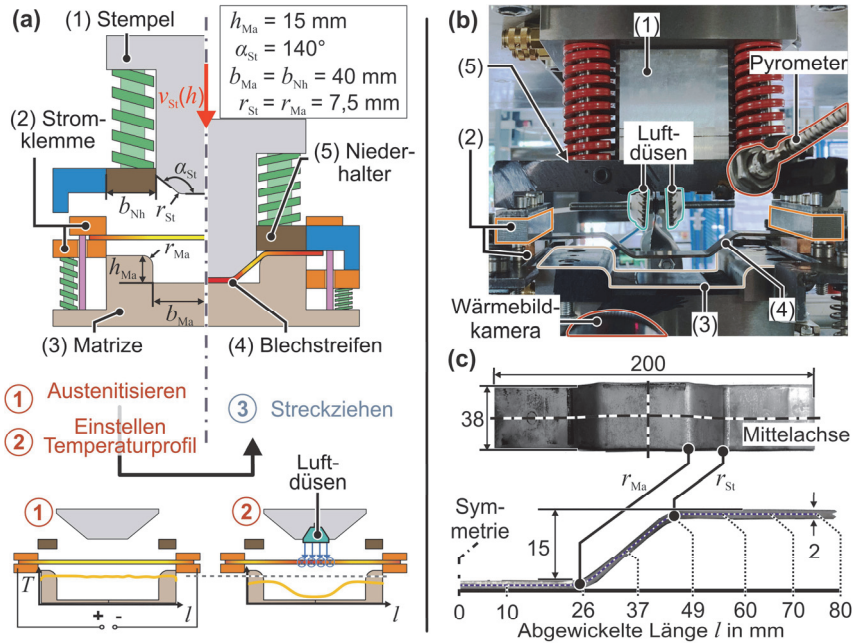 (a)
(1) Stempel
h_Ma = 15 mm
α_St = 140°
b_Ma = b_Nh = 40 mm
r_St = r_Ma = 7,5 mm
v_St(h)
(2) Strom-
klemme
(5) Nieder-
halter
α_St
b_Nh
r_St
r_Ma
h_Ma
b_Ma
(3) Matrize
(4) Blechstreifen
1 Austenitisieren
2 Einstellen
Temperaturprofil
3 Streckziehen
Luft-
düsen
1
2
T
l
+ -
l
(b)
(1)
Pyrometer
(5)
(2)
Luft-
düsen
Wärmebild-
kamera
(3)
(4)
(c)
200
38
Mittelachse
r_Ma
r_St
Sym-
metrie
15
2
0 10 26 37 49 60 70 80
Abgewickelte Länge l in mm